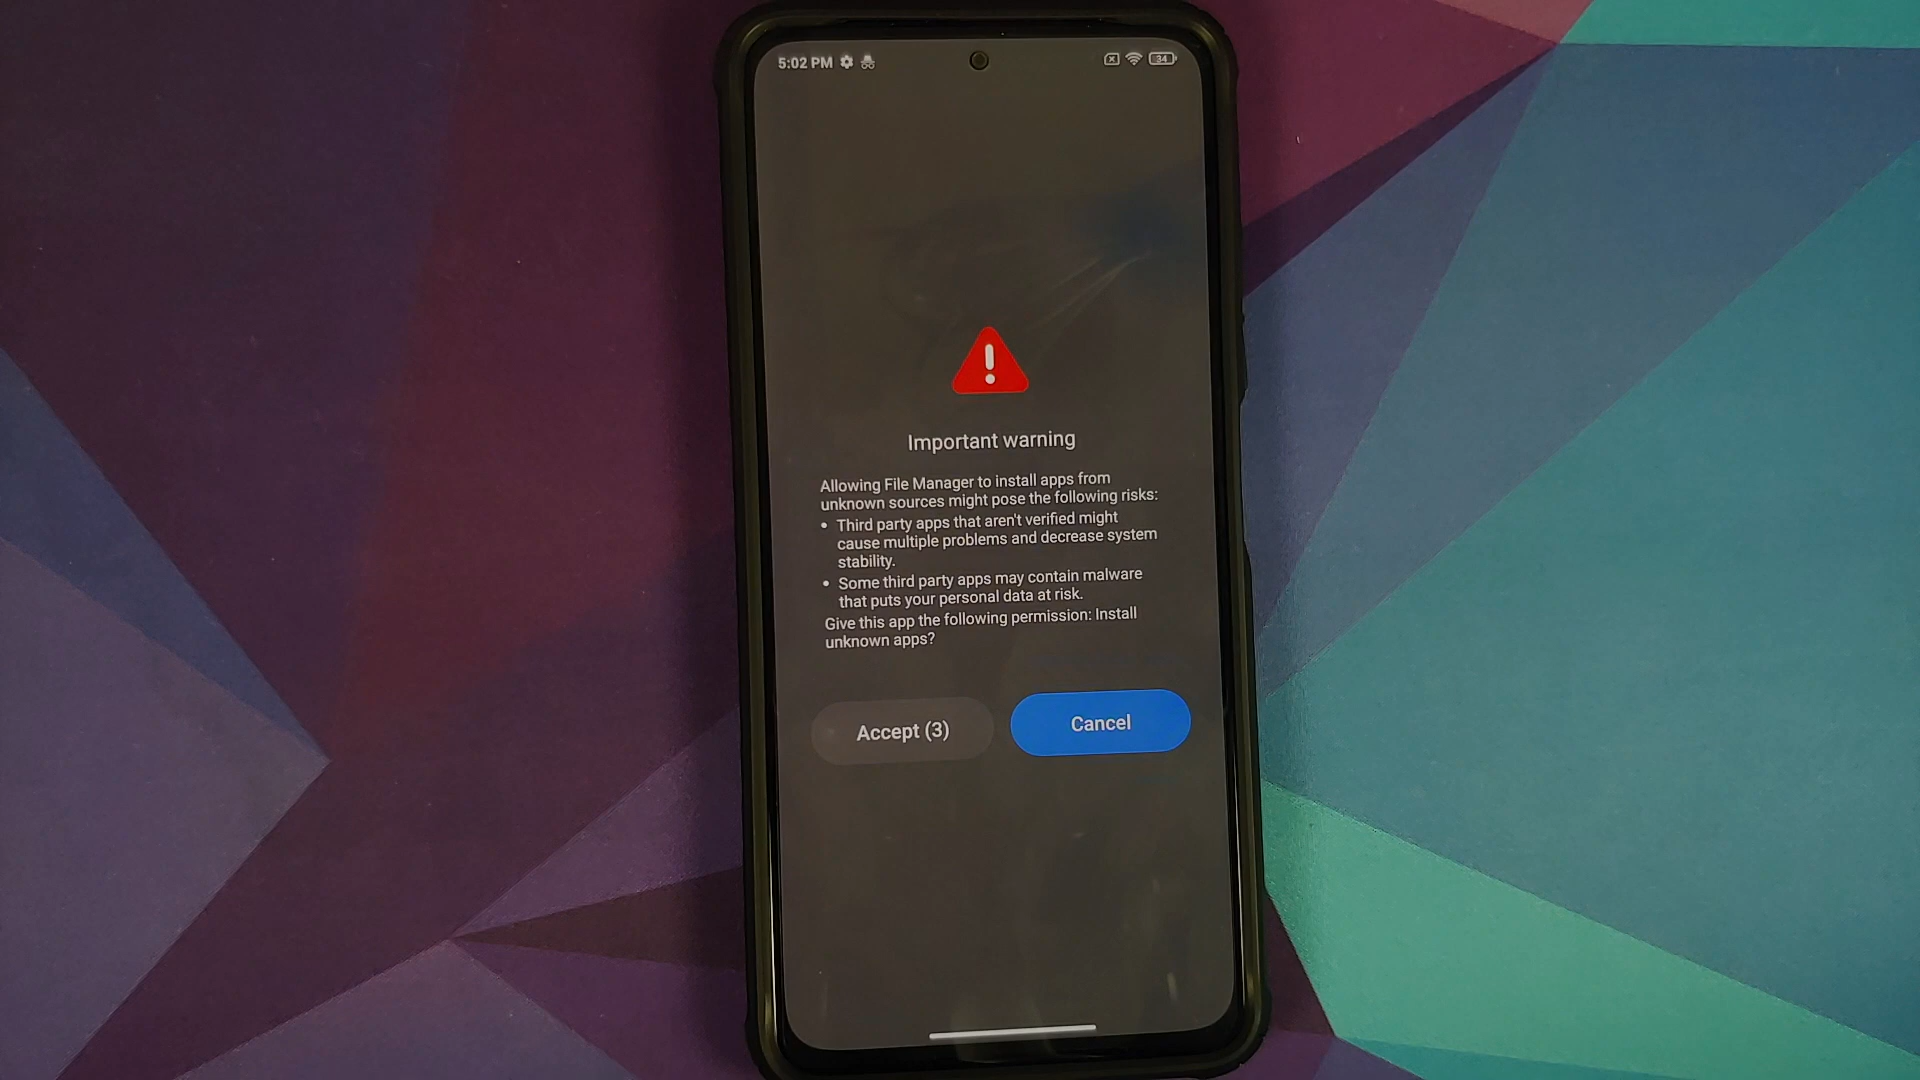 5:02 PM
34
Important warning
Allowing File Manager to install apps from
unknown sources might pose the following risks:
• Third party apps that aren't verified might
cause multiple problems and decrease system
stability.
• Some third party apps may contain malware
that puts your personal data at risk.
Give this app the following permission: Install
unknown apps?
Accept (3)
Cancel